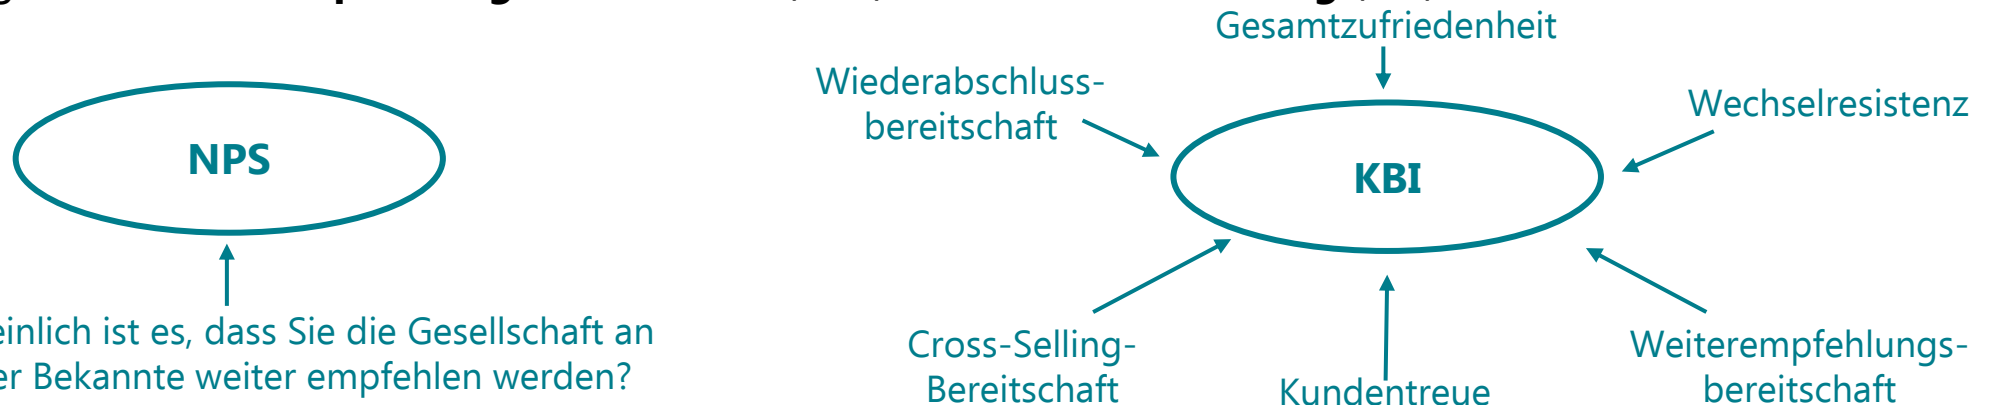 Gesamtzufriedenheit
Wiederabschluss-
bereitschaft
Wechselresistenz
NPS
KBI
einlich ist es, dass Sie die Gesellschaft an
er Bekannte weiter empfehlen werden?
Cross-Selling-
Bereitschaft
Kundentreue
Weiterempfehlungs-
bereitschaft